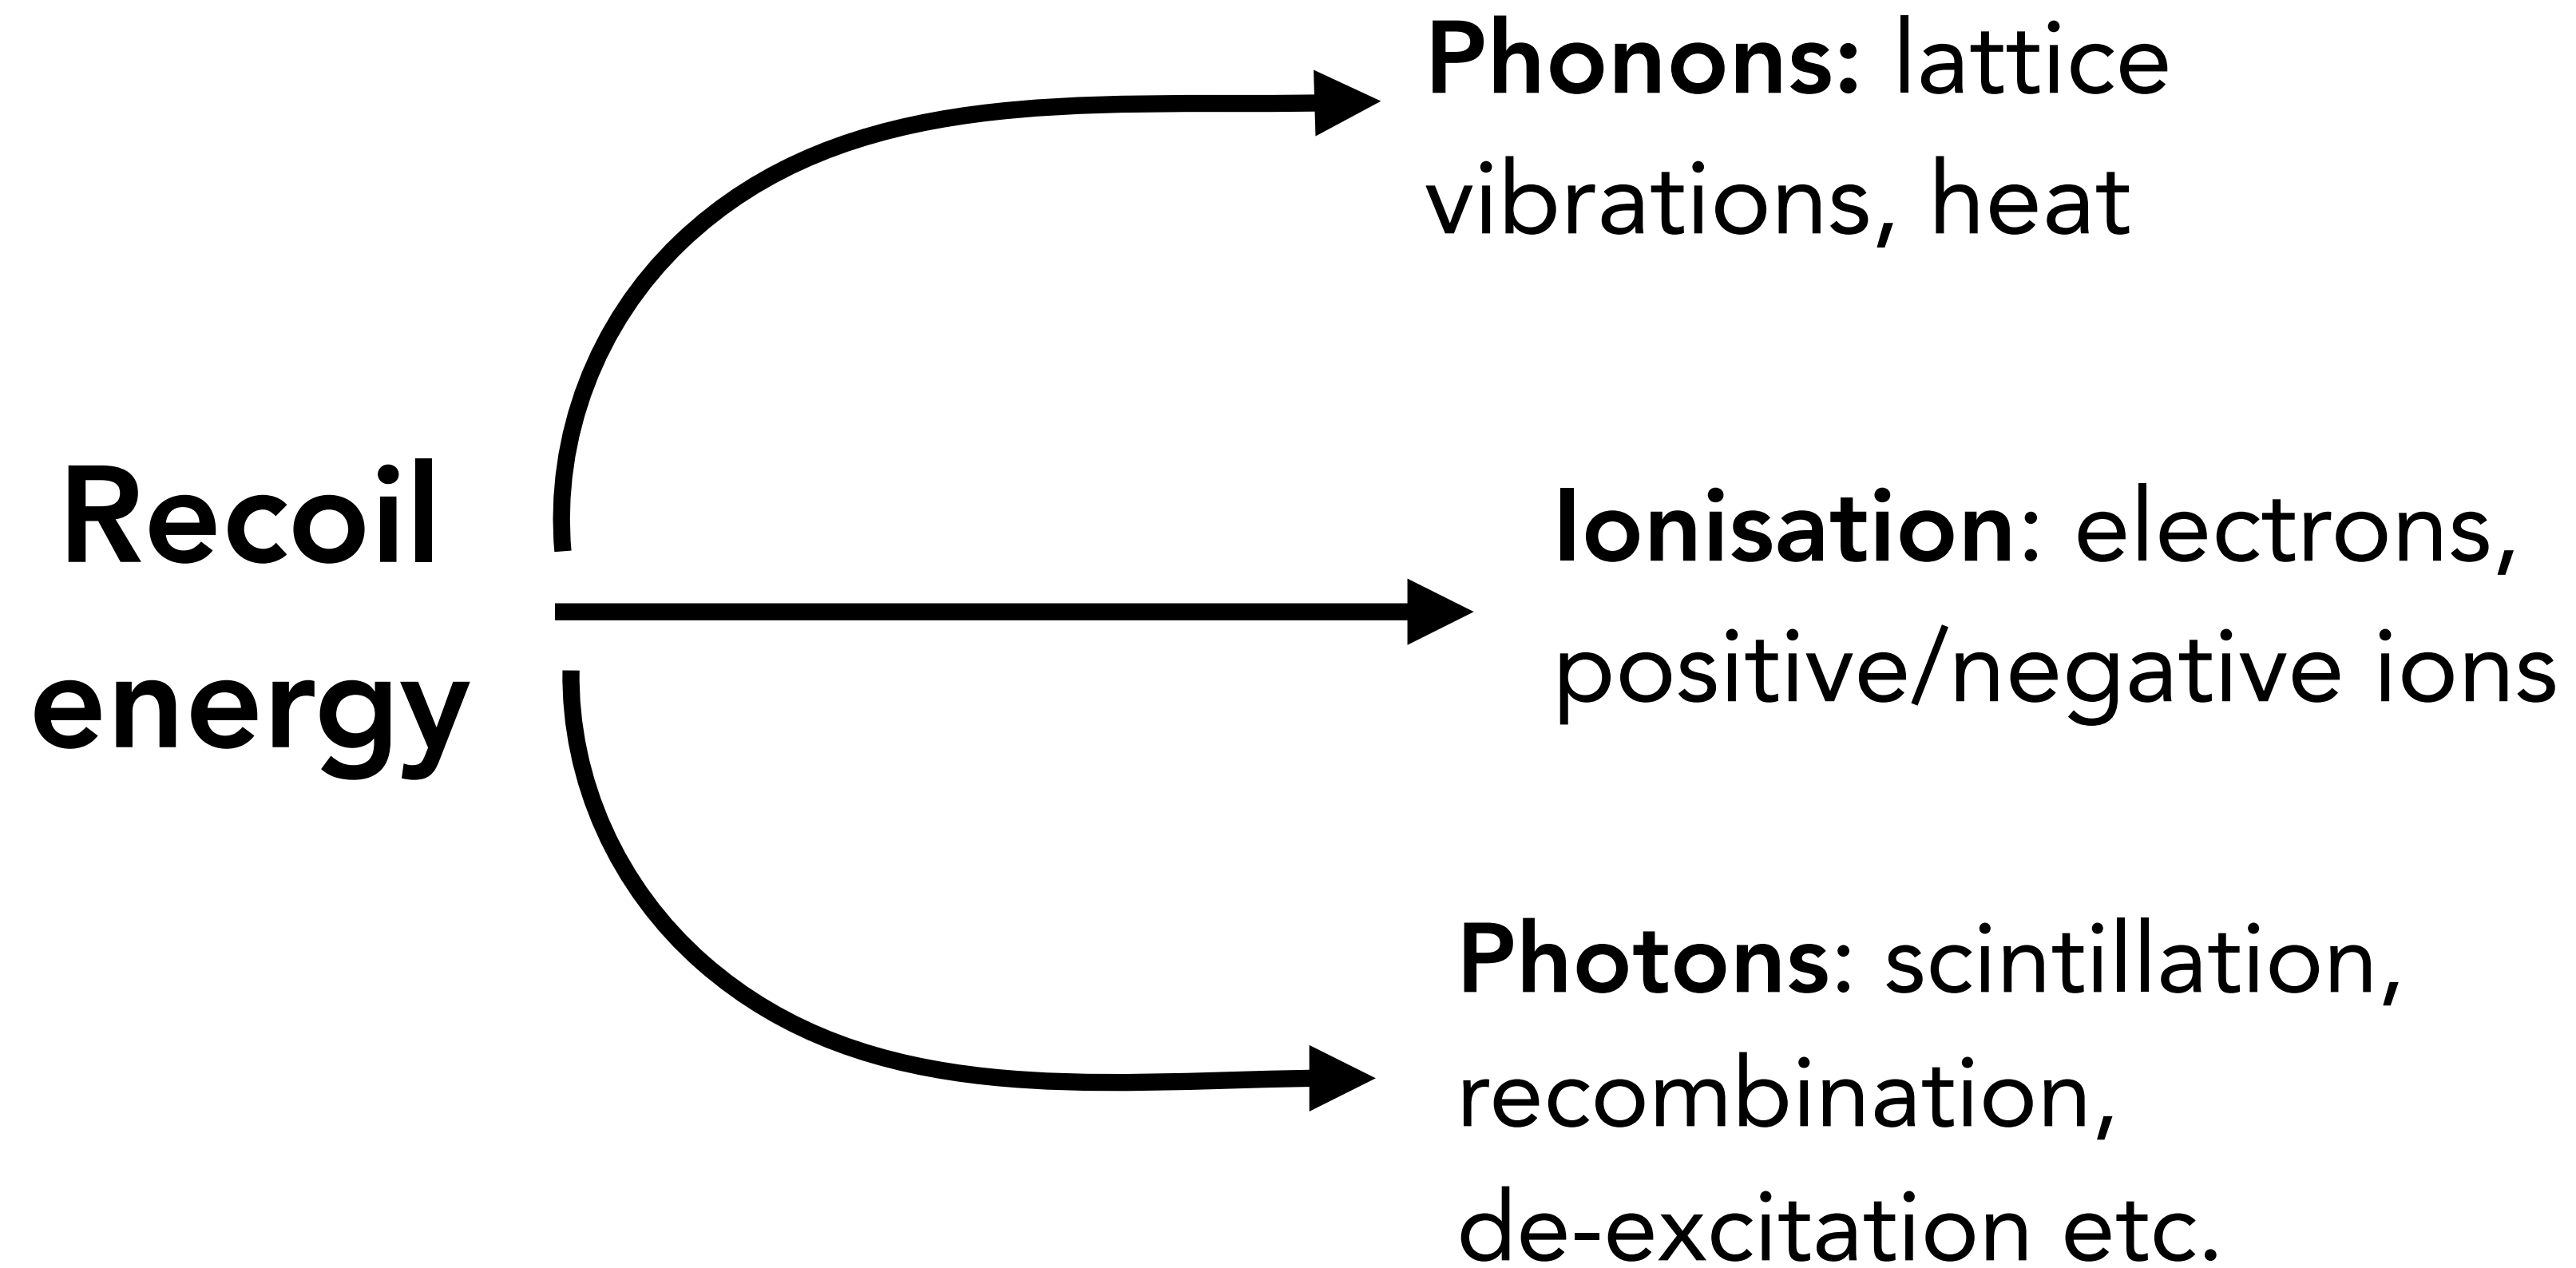 Recoil
energy
Phonons: lattice
vibrations, heat
Ionisation: electrons,
positive/negative ions
Photons: scintillation,
recombination,
de-excitation etc.